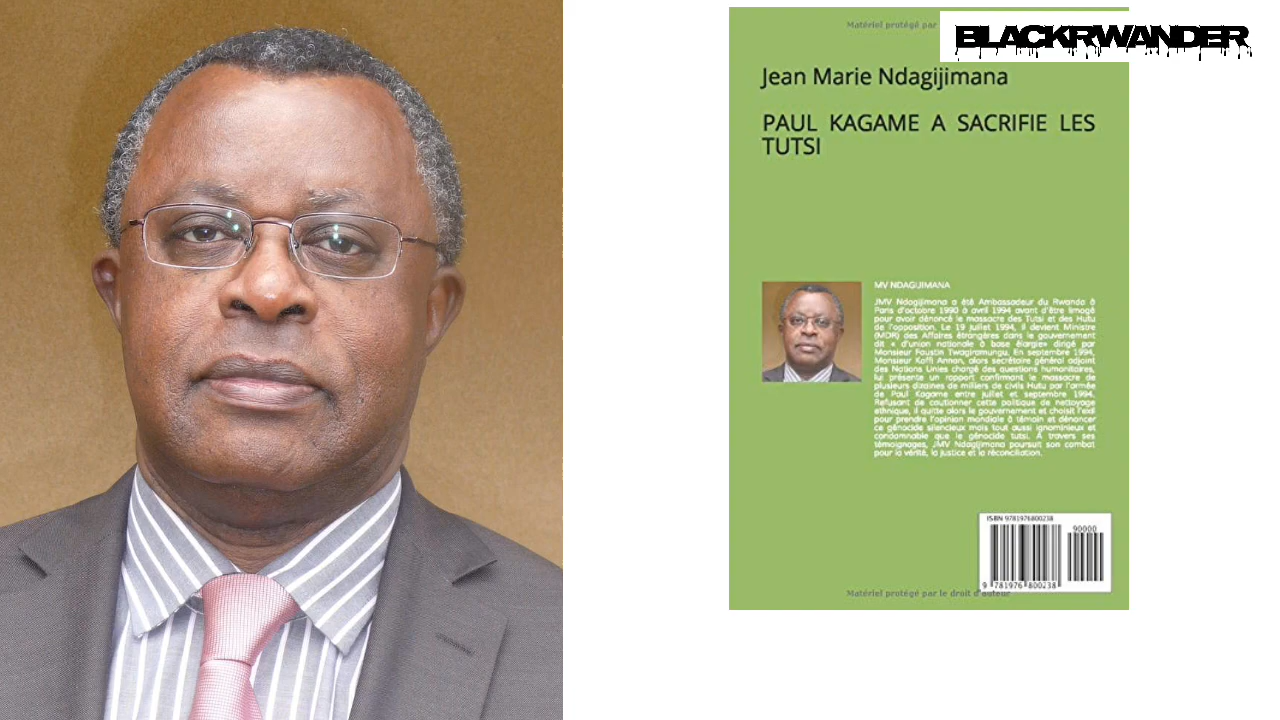 Matériel protégé par
BLACKRWANDER
Jean Marie Ndagijimana
PAUL KAGAME A SACRIFIE LES
TUTSI
MV NDAGIJIMANA
JMV Ndagijimana a été Ambassadeur du Rwanda à
Paris d'octobre 1990 à avril 1994 avant d'être limogé
pour avoir dénoncé le massacre des Tutsi et des Hutu
de l'opposition. Le 19 juillet 1994, il devient Ministre
(MDR) des Affaires étrangères dans le gouvernement
dit « d'union nationale à base élargie» dirigé par
Monsieur Faustin Twagiramungu. En septembre 1994,
Monsieur Koffi Annan, alors secrétaire général adjoint
des Nations Unies chargé des questions humanitaires,
lui présente un rapport confirmant le massacre de
plusieurs dizaines de milliers de civils Hutu par l'armée
de Paul Kagame entre juillet et septembre 1994.
Refusant de cautionner cette politique de nettoyage
ethnique, il quitte alors le gouvernement et choisit l'exil
pour prendre l'opinion mondiale à témoin et dénoncer
ce génocide silencieux mais tout aussi ignominieux et
condamnable que le génocide tutsi. A travers ses
témoignages, JMV Ndagijimana poursuit son combat
pour la vérité, la justice et la réconciliation.
ISBN 9781976800238
90000
9 781976 800238
Matériel protégé par le droit d'auteur